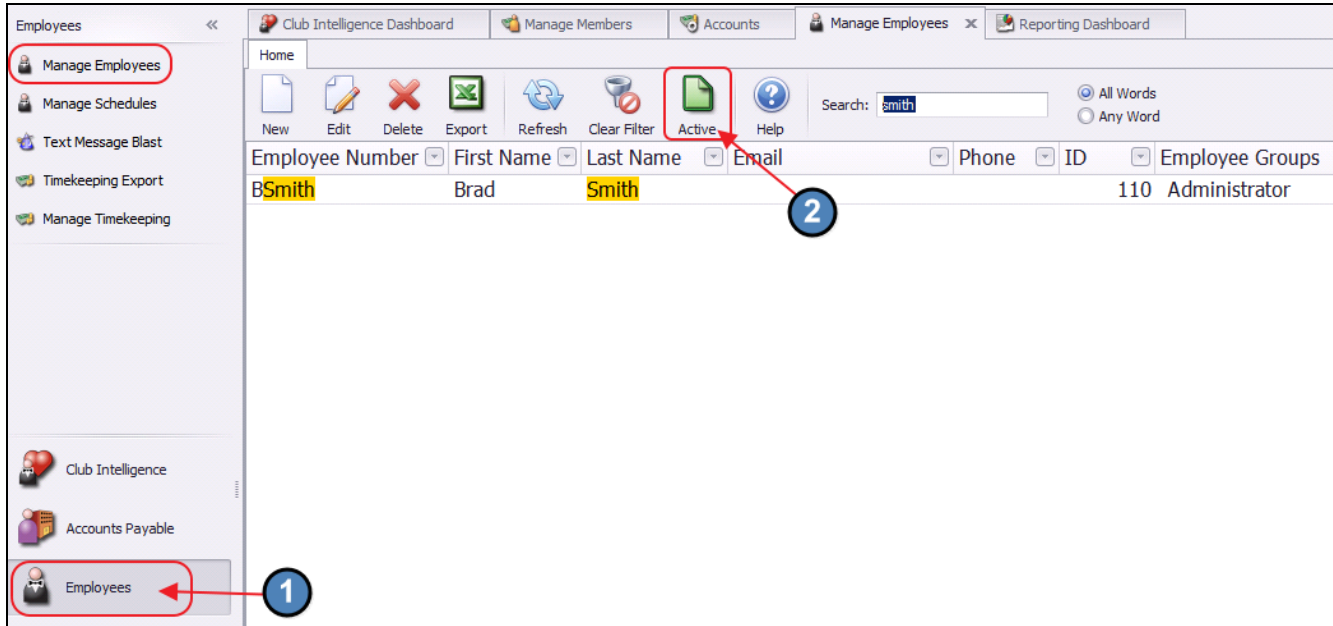 Employees «
Manage Employees
Manage Schedules
Text Message Blast
Timekeeping Export
Manage Timekeeping
Club Intelligence
Accounts Payable
Employees
1
Club Intelligence Dashboard Manage Members Accounts Manage Employees x Reporting Dashboard
Home
New Edit Delete Export Refresh Clear Filter Active Help
Search: smith
All Words
Any Word
Employee Number First Name Last Name Email Phone ID Employee Groups
BSmith Brad Smith 110 Administrator
2